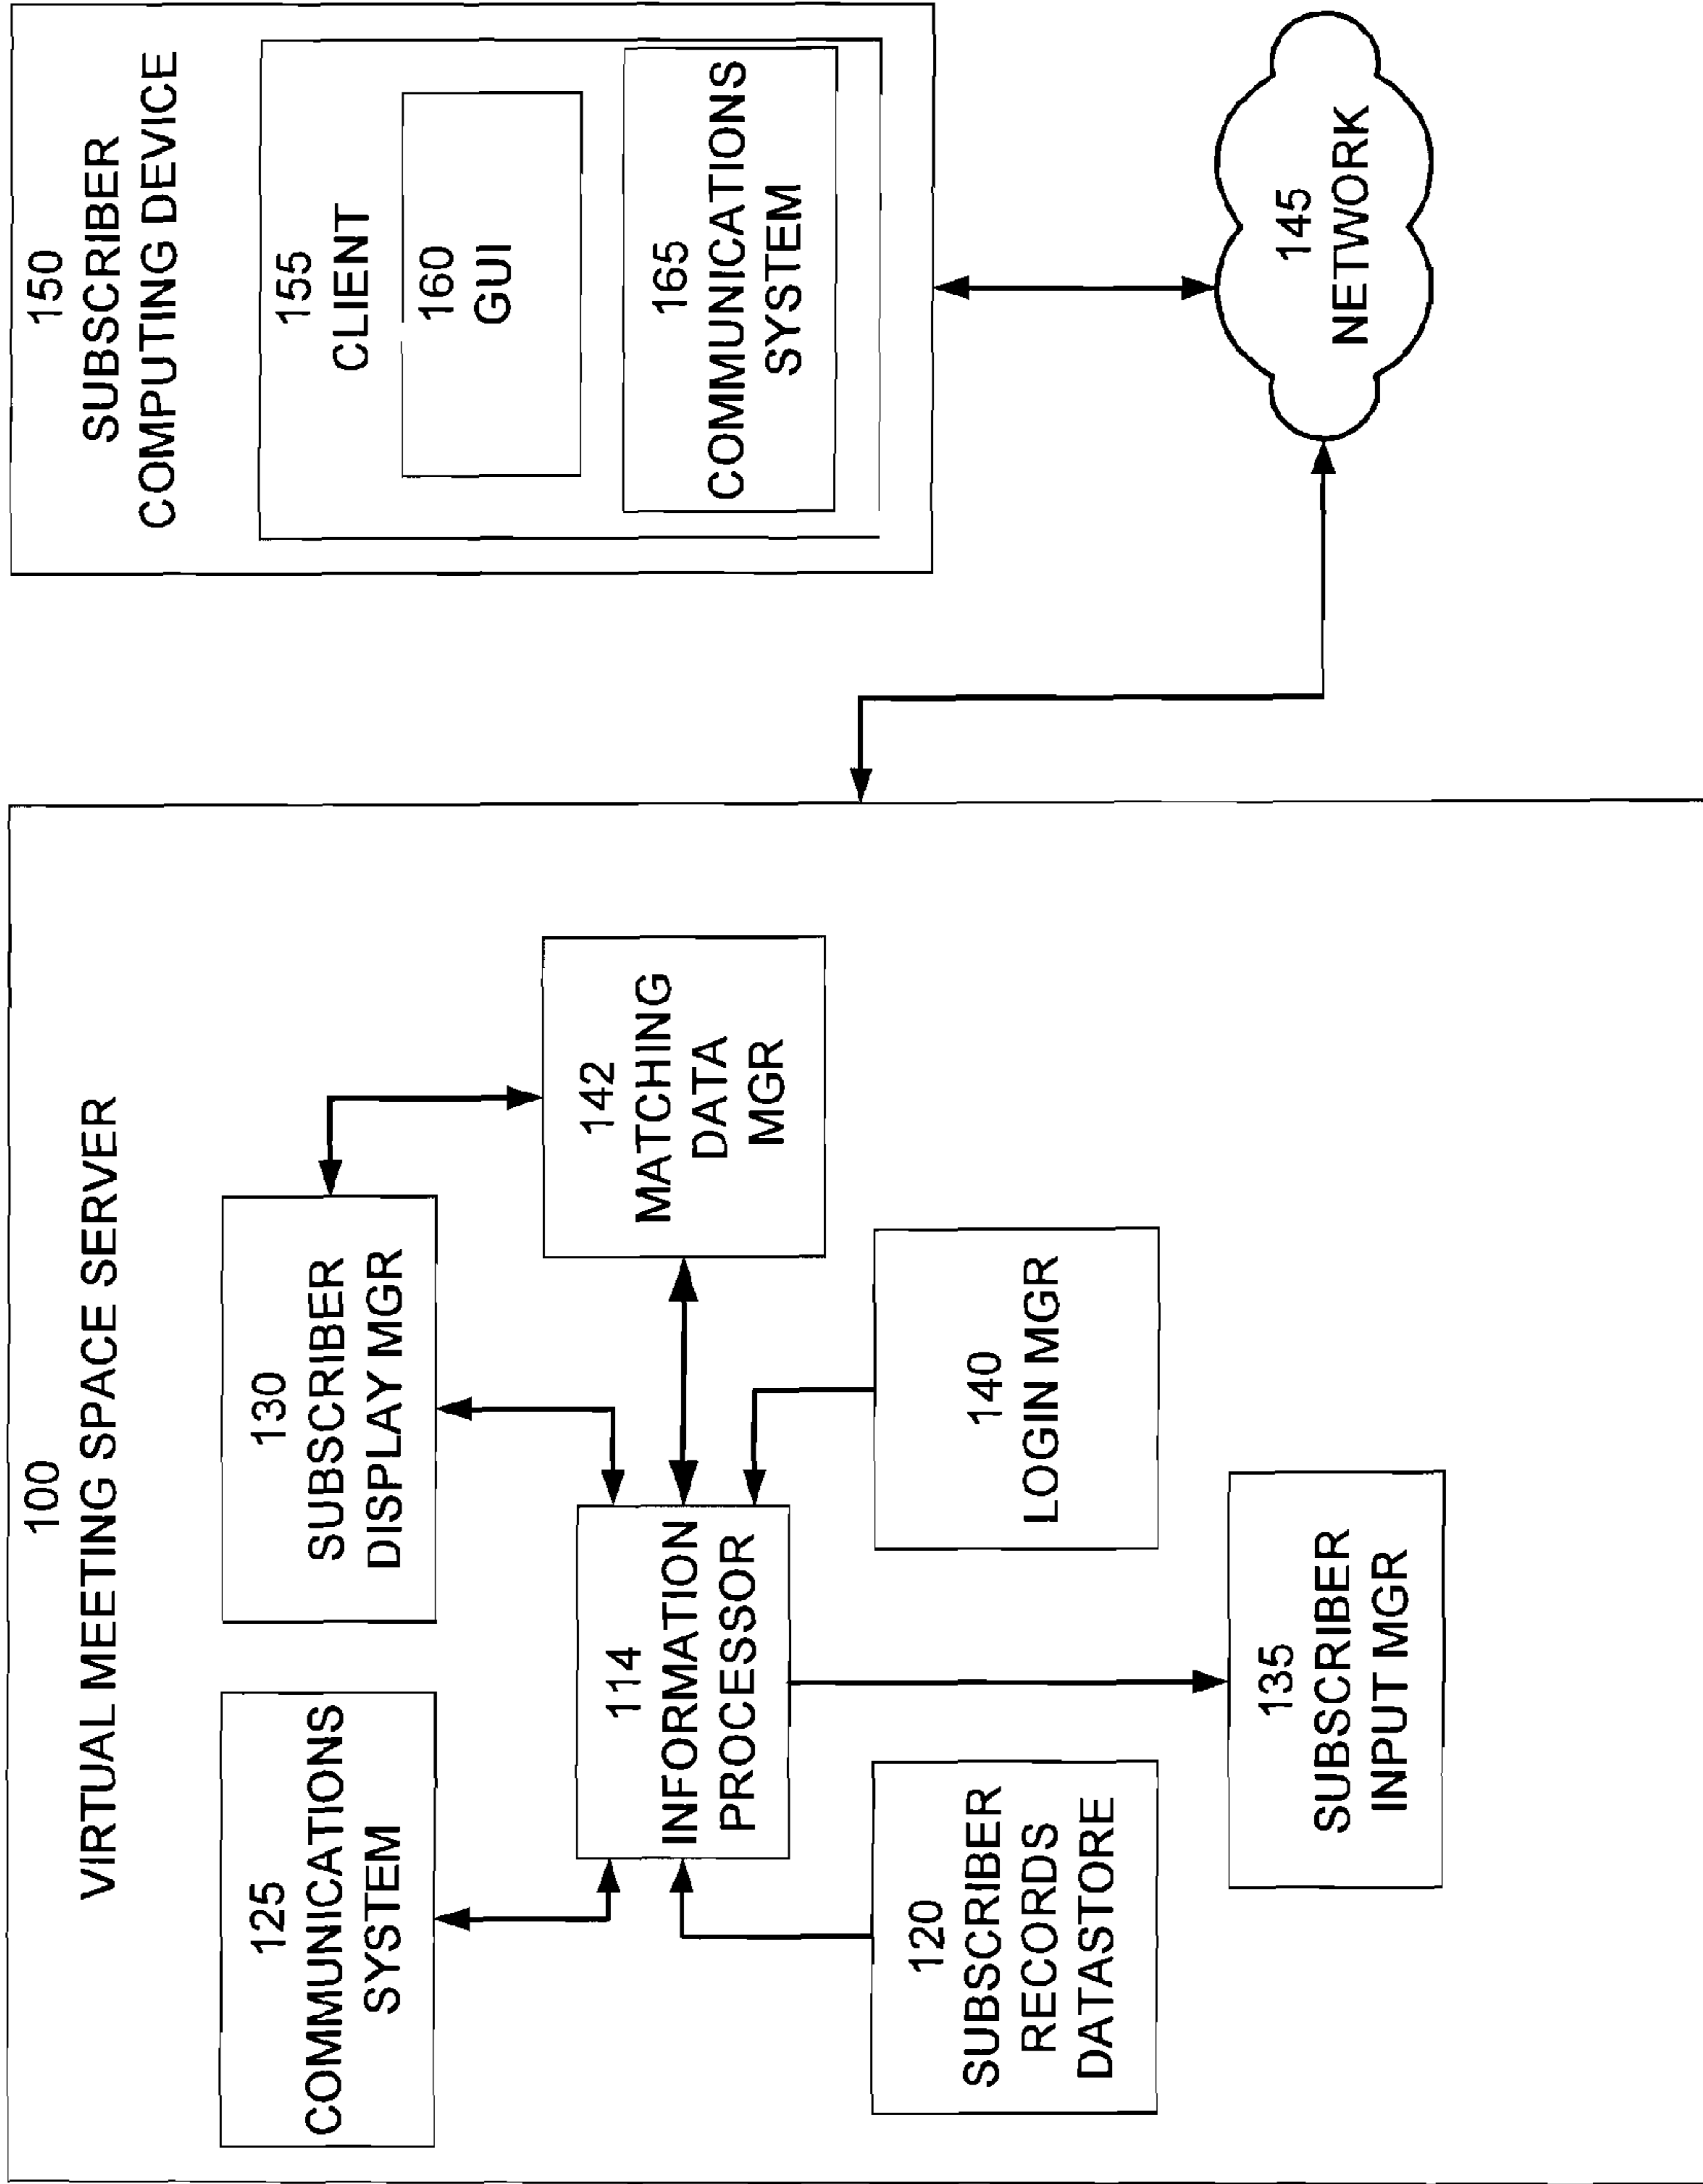 100
VIRTUAL MEETING SPACE SERVER
125
COMMUNICATIONS
SYSTEM
130
SUBSCRIBER
DISPLAY MGR
114
INFORMATION
PROCESSOR
142
MATCHING
DATA
MGR
120
SUBSCRIBER
RECORDS
DATASTORE
140
LOGIN MGR
135
SUBSCRIBER
INPUT MGR
150
SUBSCRIBER
COMPUTING DEVICE
155
CLIENT
160
GUI
165
COMMUNICATIONS
SYSTEM
145
NETWORK